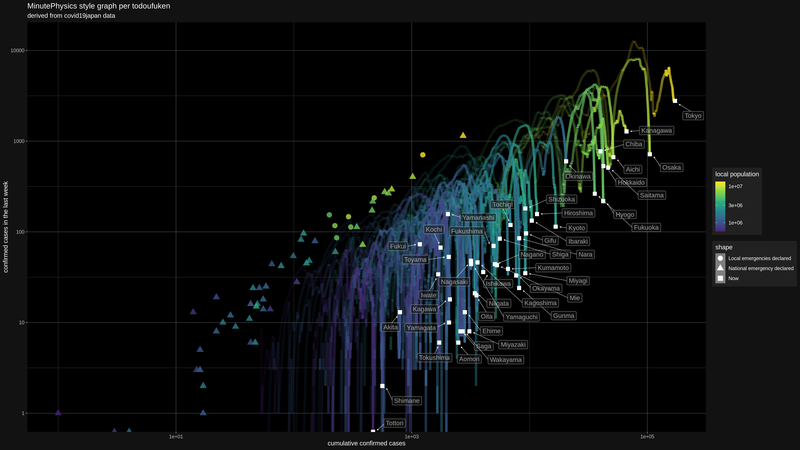 MinutePhysics style graph per todoufuken
derived from covid19japan data
confirmed cases in the last week
10000
1000
100
10
1
Tokyo
Kanagawa
Chiba
Osaka
Aichi
Okinawa
Hokkaido
Saitama
Shizuoka
Tochigi
Hiroshima
Hyogo
Yamanashi
Fukuoka
Kochi
Fukushima
Kyoto
Gifu
Ibaraki
Fukui
Nagano
Shiga
Nara
Toyama
Kumamoto
Nagasaki
Ishikawa
Miyagi
Okayama
Iwate
Mie
Niigata
Kagoshima
Kagawa
Oita
Yamaguchi
Gunma
Akita
Yamagata
Ehime
Saga
Miyazaki
Tokushima
Aomori
Wakayama
Shimane
Tottori
1e+01
1e+03
1e+05
cumulative confirmed cases
local population
1e+07
3e+06
1e+06
shape
Local emergencies declared
National emergency declared
Now